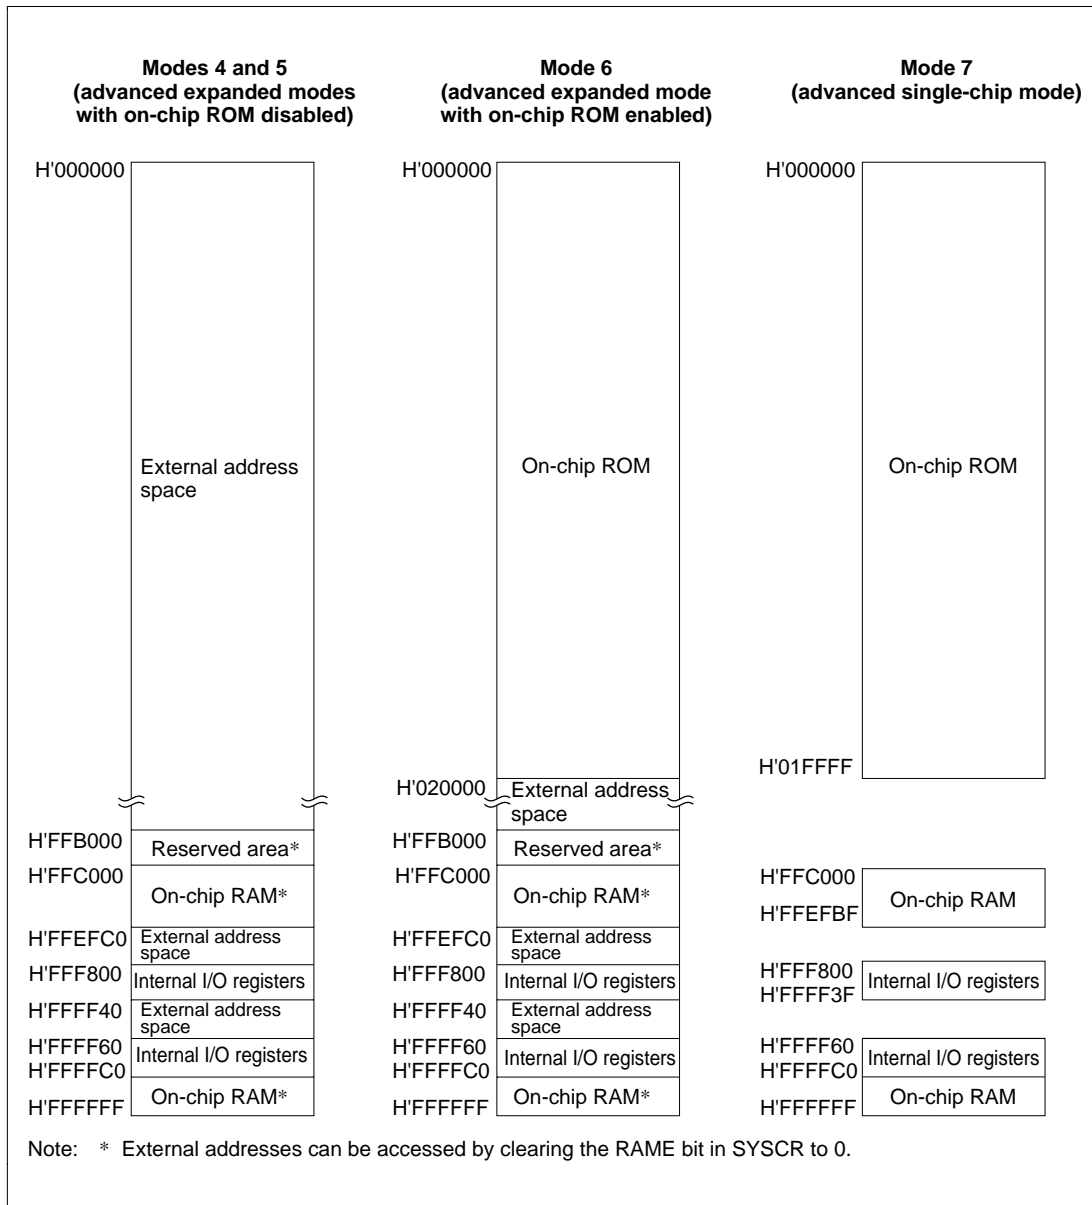 Modes 4 and 5
(advanced expanded modes
with on-chip ROM disabled)
H'000000
External address
space
H'FFB000
Reserved area*
H'FFC000
On-chip RAM*
H'FFEFC0
External address
space
H'FFF800
Internal I/O registers
H'FFFF40
External address
space
H'FFFF60
Internal I/O registers
H'FFFFC0
On-chip RAM*
H'FFFFFF
Mode 6
(advanced expanded mode
with on-chip ROM enabled)
H'000000
On-chip ROM
H'020000
External address
space
H'FFB000
Reserved area*
H'FFC000
On-chip RAM*
H'FFEFC0
External address
space
H'FFF800
Internal I/O registers
H'FFFF40
External address
space
H'FFFF60
Internal I/O registers
H'FFFFC0
On-chip RAM*
H'FFFFFF
Mode 7
(advanced single-chip mode)
H'000000
On-chip ROM
H'01FFFF
H'FFC000
On-chip RAM
H'FFEFBF
H'FFF800
Internal I/O registers
H'FFFF3F
H'FFFF60
Internal I/O registers
H'FFFFC0
On-chip RAM
H'FFFFFF
Note: * External addresses can be accessed by clearing the RAME bit in SYSCR to 0.